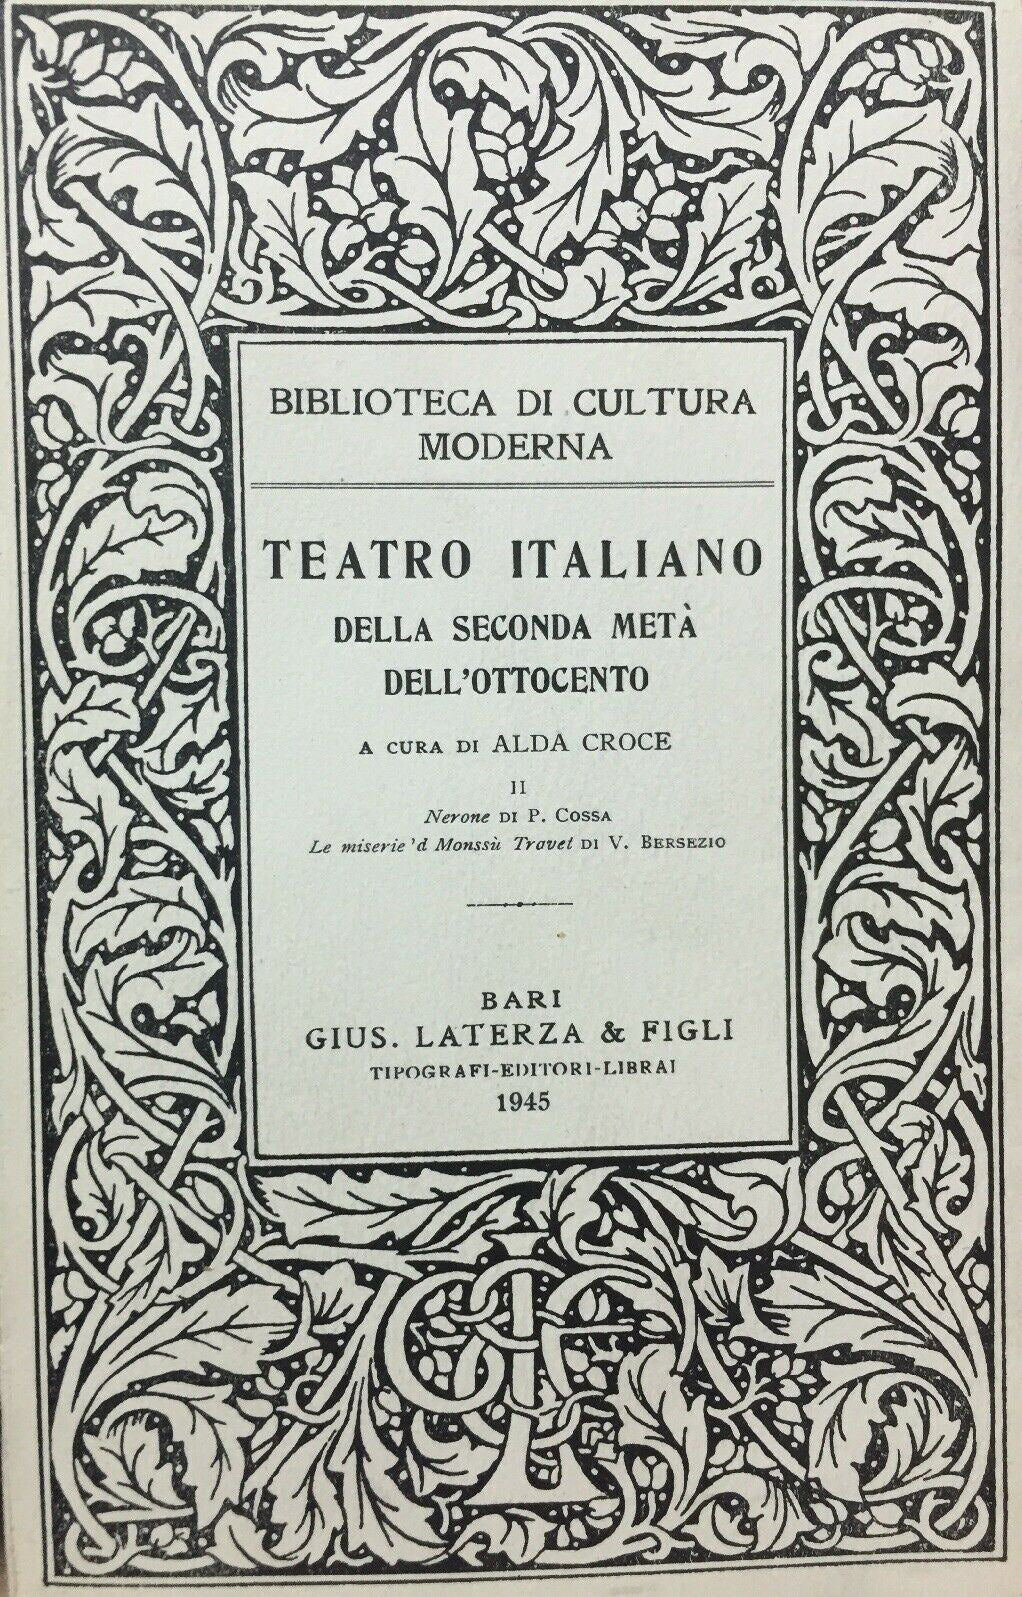 BIBLIOTECA DI CULTURA
MODERNA
TEATRO ITALIANO
DELLA SECONDA METÀ
DELL'OTTOCENTO
A CURA DI ALDA CROCE
II
Nerone DI P. COSSA
Le miserie 'd Monssù Travet DI V. BERSEZIO
BARI
GIUS. LATERZA & FIGLI
TIPOGRAFI-EDITORI-LIBRAI
1945